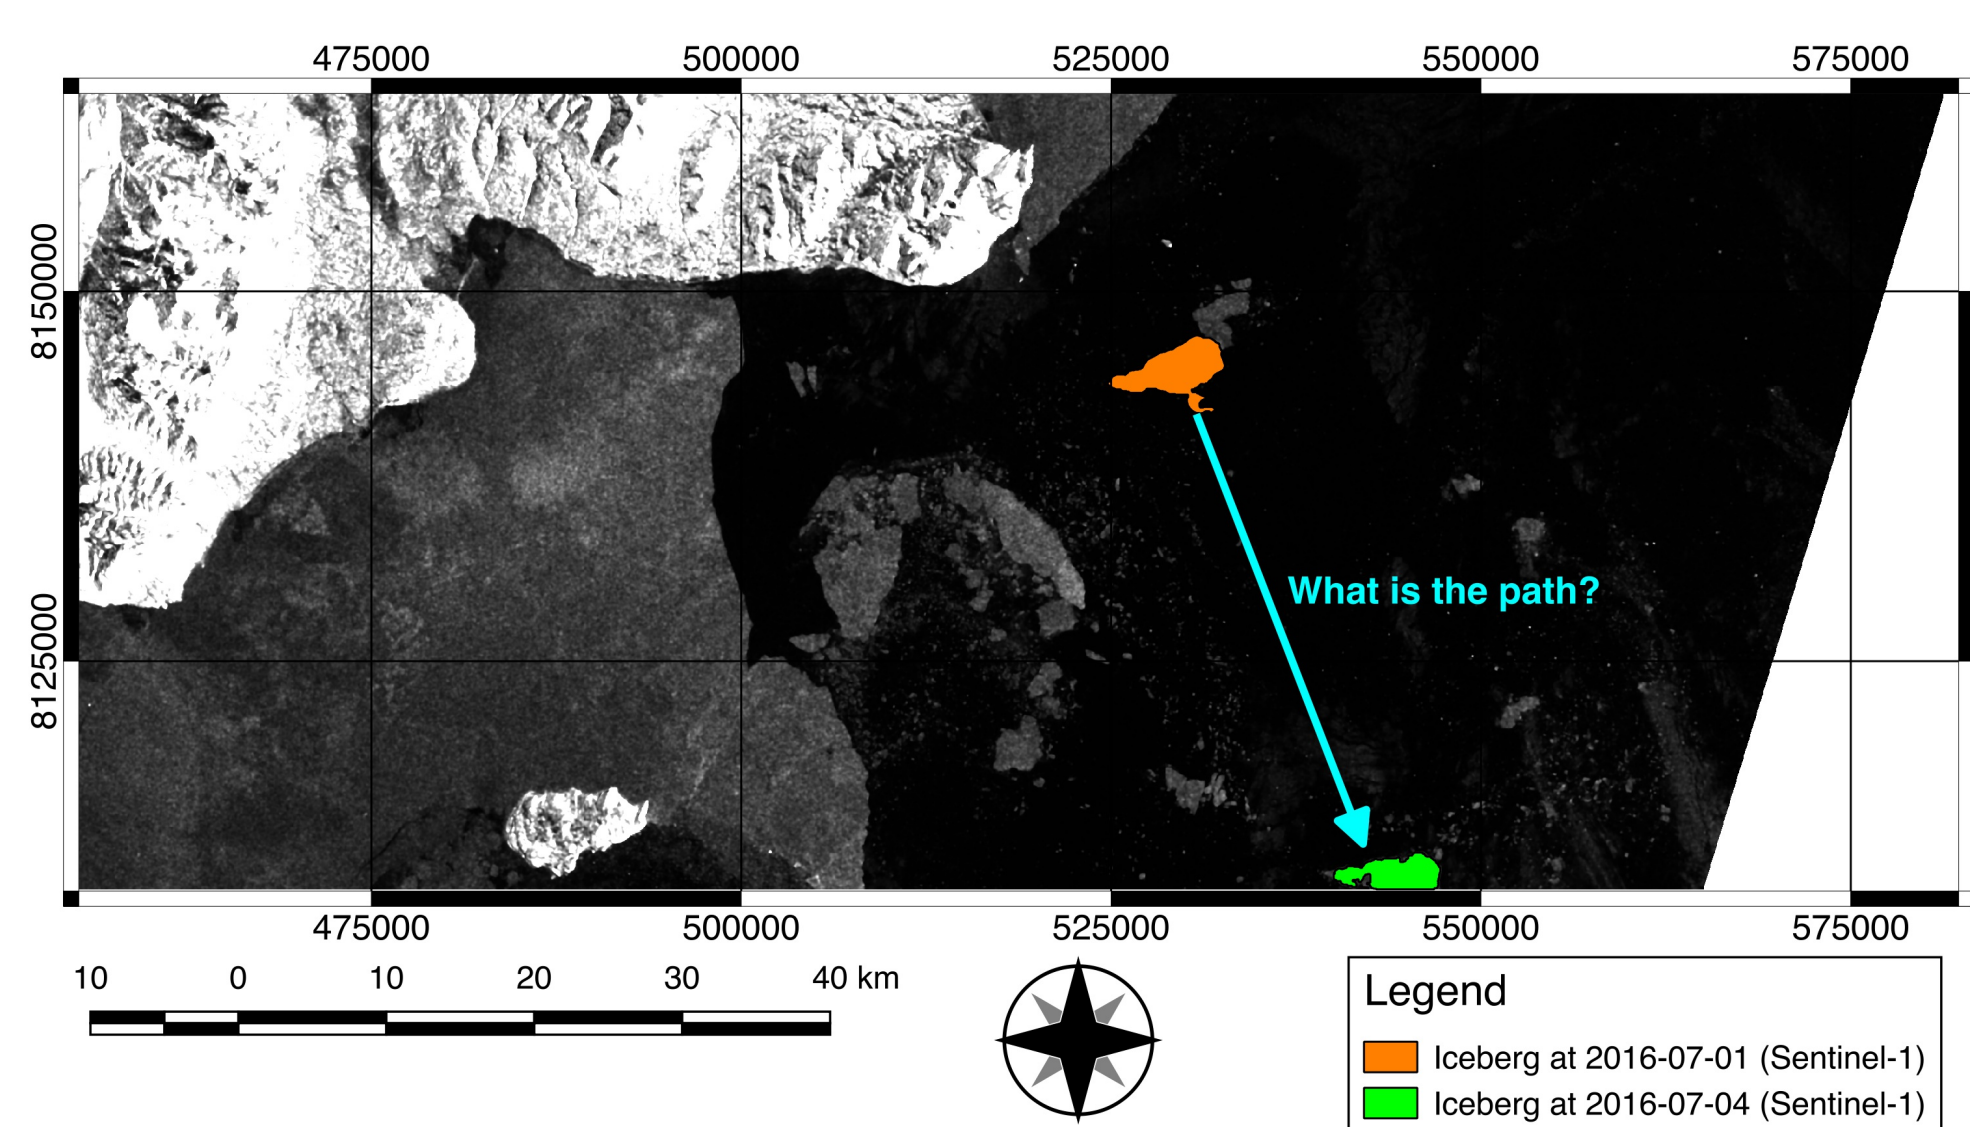 475000 500000 525000 550000 575000
8150000
8125000
What is the path?
475000 500000 525000 550000 575000
10 0 10 20 30 40 km
Legend
Iceberg at 2016-07-01 (Sentinel-1)
Iceberg at 2016-07-04 (Sentinel-1)